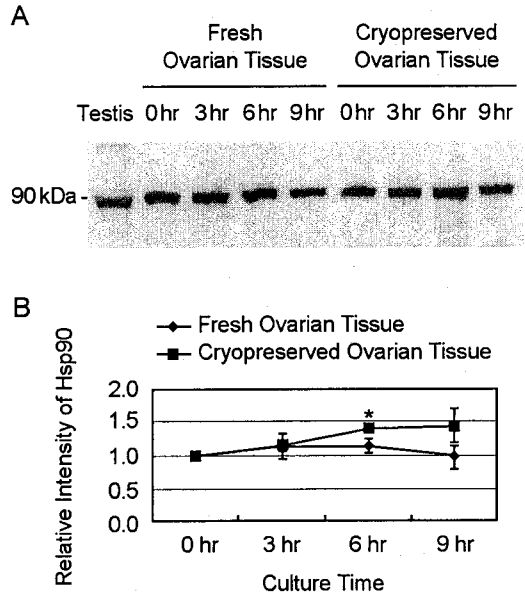 A
Fresh
Ovarian Tissue
Cryopreserved
Ovarian Tissue
Testis 0hr 3hr 6hr 9hr 0hr 3hr 6hr 9hr
90kDa -
B
Fresh Ovarian Tissue
Cryopreserved Ovarian Tissue
Relative Intensity of Hsp90
2.0
1.5
1.0
0.5
0.0
*
0 hr 3 hr 6 hr 9 hr
Culture Time